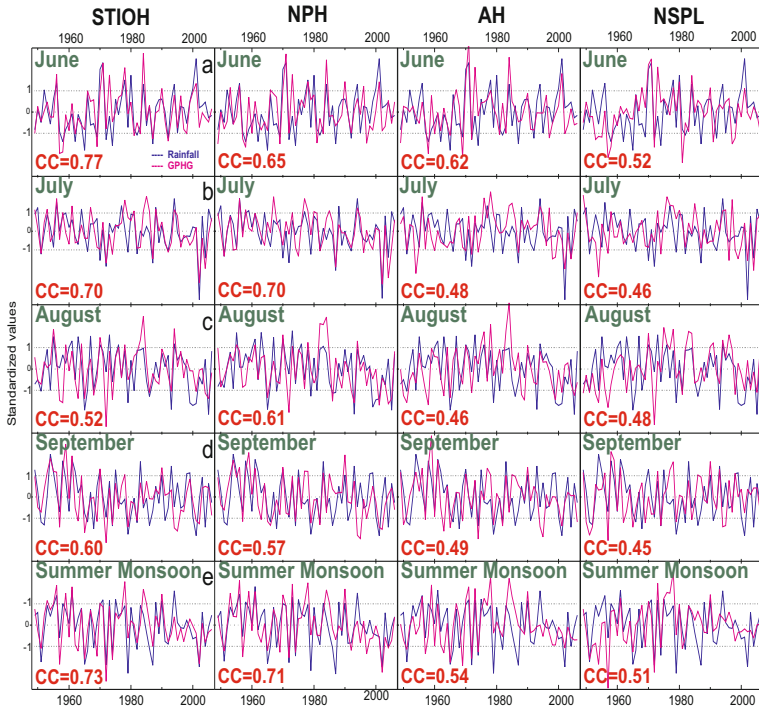 STIOH NPH AH NSPL
1960 1980 2000 1960 1980 2000 1960 1980 2000 1960 1980 2000
June a June June June
1
0
-1
Rainfall
GPHG
CC=0.77 CC=0.65 CC=0.62 CC=0.52
July b July July July
1
0
-1
CC=0.70 CC=0.70 CC=0.48 CC=0.46
August c August August August
1
0
-1
CC=0.52 CC=0.61 CC=0.46 CC=0.48
Standardized values
September d September September September
1
0
-1
CC=0.60 CC=0.57 CC=0.49 CC=0.45
Summer Monsoon e Summer Monsoon Summer Monsoon Summer Monsoon
1
0
-1
CC=0.73 CC=0.71 CC=0.54 CC=0.51
1960 1980 2000 1960 1980 2000 1960 1980 2000 1960 1980 2000